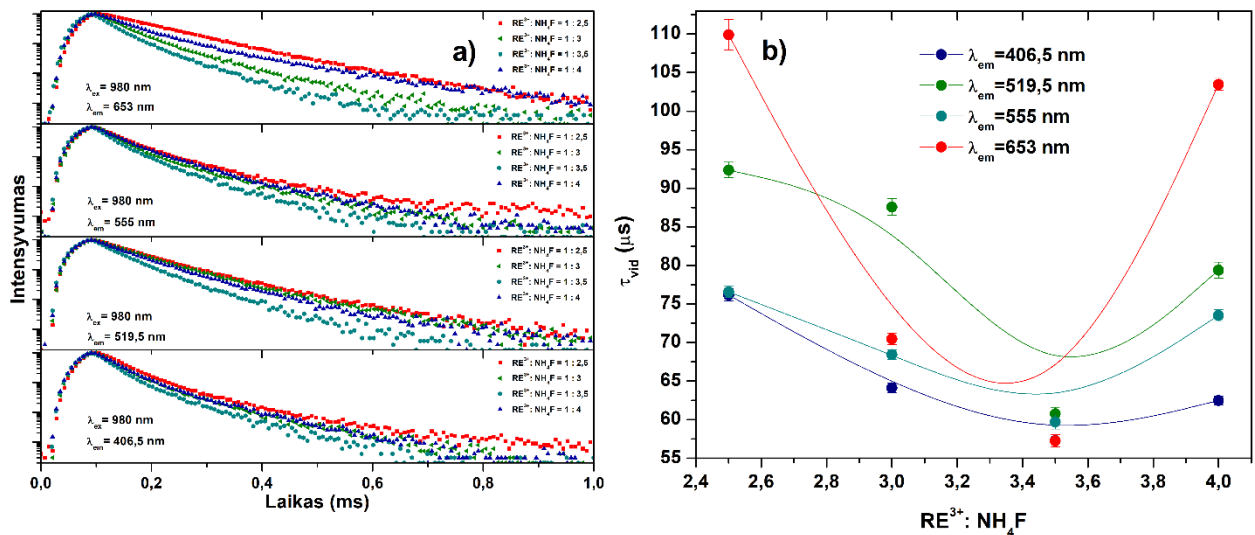 a)
RE³⁺: NH₄F = 1 : 2,5
RE³⁺: NH₄F = 1 : 3
RE³⁺: NH₄F = 1 : 3,5
RE³⁺: NH₄F = 1 : 4
λex= 980 nm
λem= 653 nm
RE³⁺: NH₄F = 1 : 2,5
RE³⁺: NH₄F = 1 : 3
RE³⁺: NH₄F = 1 : 3,5
RE³⁺: NH₄F = 1 : 4
λex= 980 nm
λem= 555 nm
RE³⁺: NH₄F = 1 : 2,5
RE³⁺: NH₄F = 1 : 3
RE³⁺: NH₄F = 1 : 3,5
RE³⁺: NH₄F = 1 : 4
λex= 980 nm
λem= 519,5 nm
RE³⁺: NH₄F = 1 : 2,5
RE³⁺: NH₄F = 1 : 3
RE³⁺: NH₄F = 1 : 3,5
RE³⁺: NH₄F = 1 : 4
λex= 980 nm
λem= 406,5 nm
Intensyvumas
0,0 0,2 0,4 0,6 0,8 1,0
Laikas (ms)
b)
λem=406,5 nm
λem=519,5 nm
λem=555 nm
λem=653 nm
110
105
100
95
90
85
80
75
70
65
60
55
τvid (μs)
2,4 2,6 2,8 3,0 3,2 3,4 3,6 3,8 4,0
RE³⁺: NH₄F